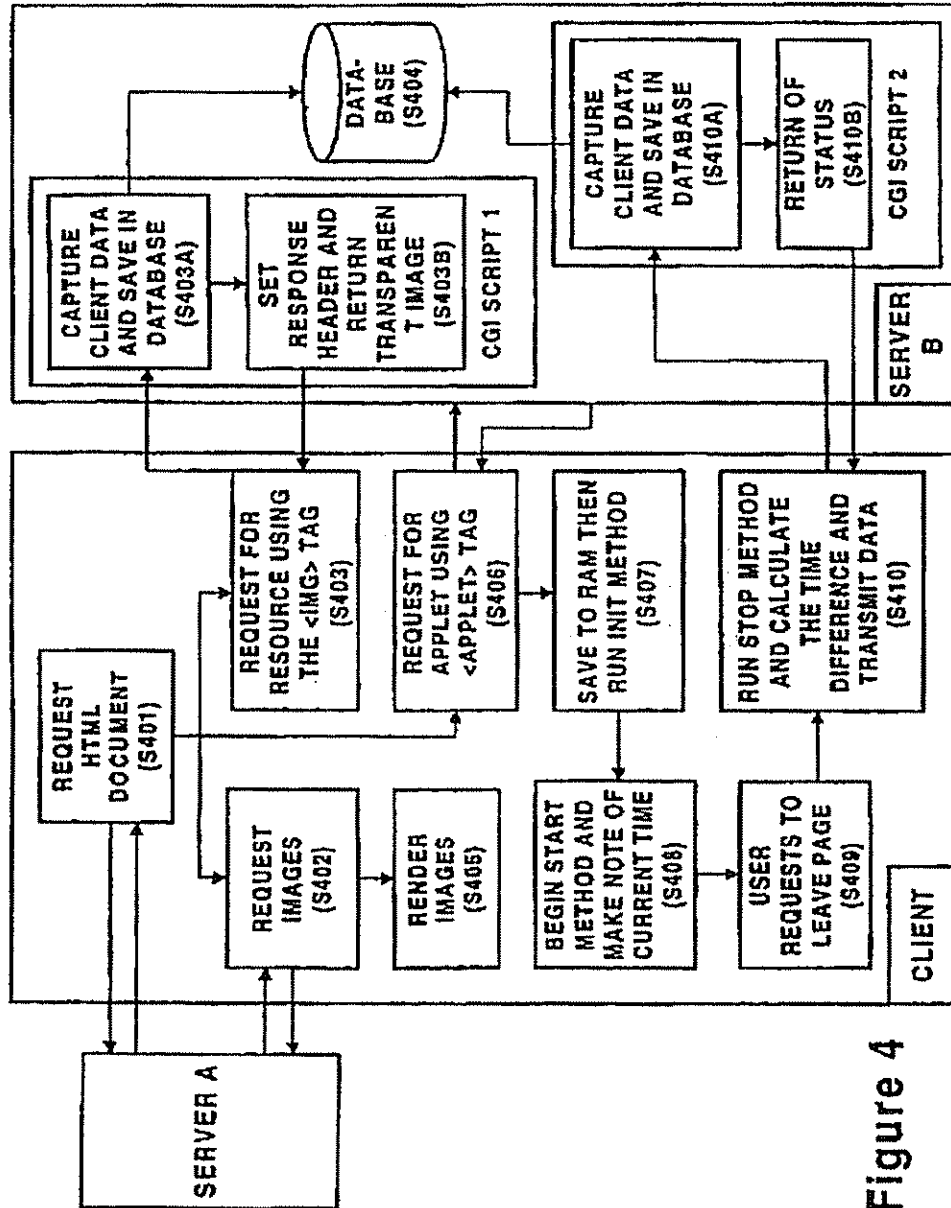 SERVER A
REQUEST
HTML
DOCUMENT
(S401)
REQUEST
IMAGES
(S402)
RENDER
IMAGES
(S405)
REQUEST FOR
RESOURCE USING
THE <IMG> TAG
(S403)
REQUEST FOR
APPLET USING
<APPLET> TAG
(S406)
SAVE TO RAM THEN
RUN INIT METHOD
(S407)
BEGIN START
METHOD AND
MAKE NOTE OF
CURRENT TIME
(S408)
USER
REQUESTS TO
LEAVE PAGE
(S409)
RUN STOP METHOD
AND CALCULATE
THE TIME
DIFFERENCE AND
TRANSMIT DATA
(S410)
CLIENT
CAPTURE
CLIENT DATA
AND SAVE IN
DATABASE
(S403A)
SET
RESPONSE
HEADER AND
RETURN
TRANSPAREN
T IMAGE
(S403B)
CGI SCRIPT 1
DATA-
BASE
(S404)
CAPTURE
CLIENT DATA
AND SAVE IN
DATABASE
(S410A)
RETURN OF
STATUS
(S410B)
CGI SCRIPT 2
SERVER
B
Figure 4